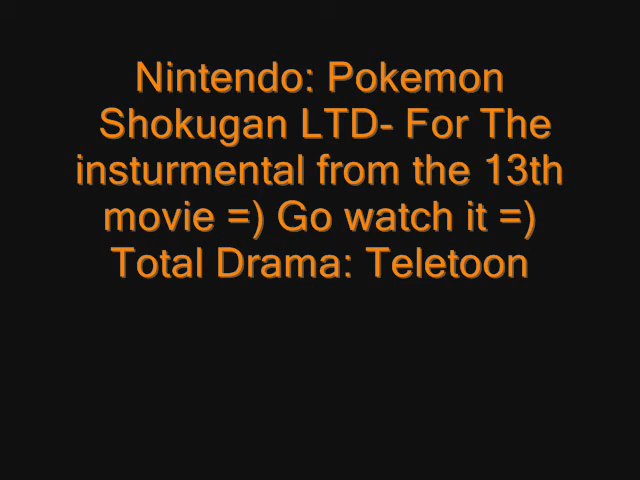 Nintendo: Pokemon
Shokugan LTD- For The
insturmental from the 13th
movie =) Go watch it =)
Total Drama: Teletoon